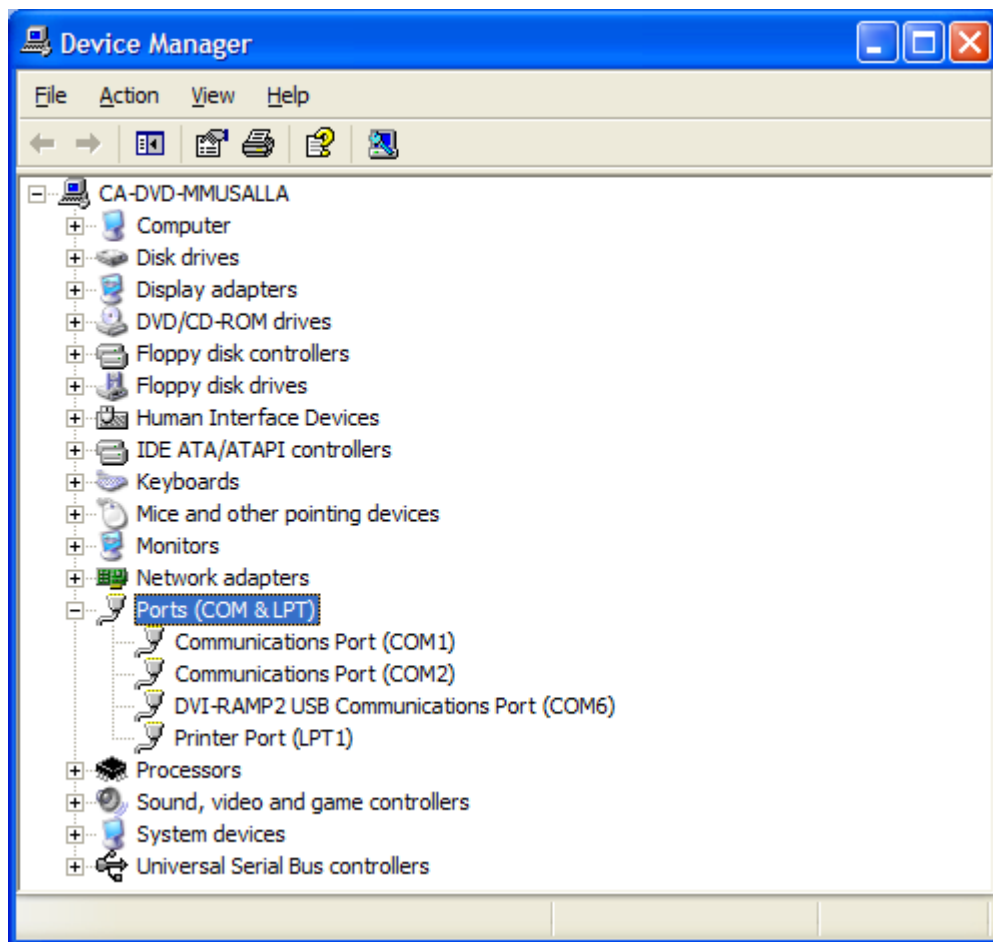 Device Manager
File Action View Help
CA-DVD-MMUSALLA
Computer
Disk drives
Display adapters
DVD/CD-ROM drives
Floppy disk controllers
Floppy disk drives
Human Interface Devices
IDE ATA/ATAPI controllers
Keyboards
Mice and other pointing devices
Monitors
Network adapters
Ports (COM & LPT)
Communications Port (COM1)
Communications Port (COM2)
DVI-RAMP2 USB Communications Port (COM6)
Printer Port (LPT1)
Processors
Sound, video and game controllers
System devices
Universal Serial Bus controllers